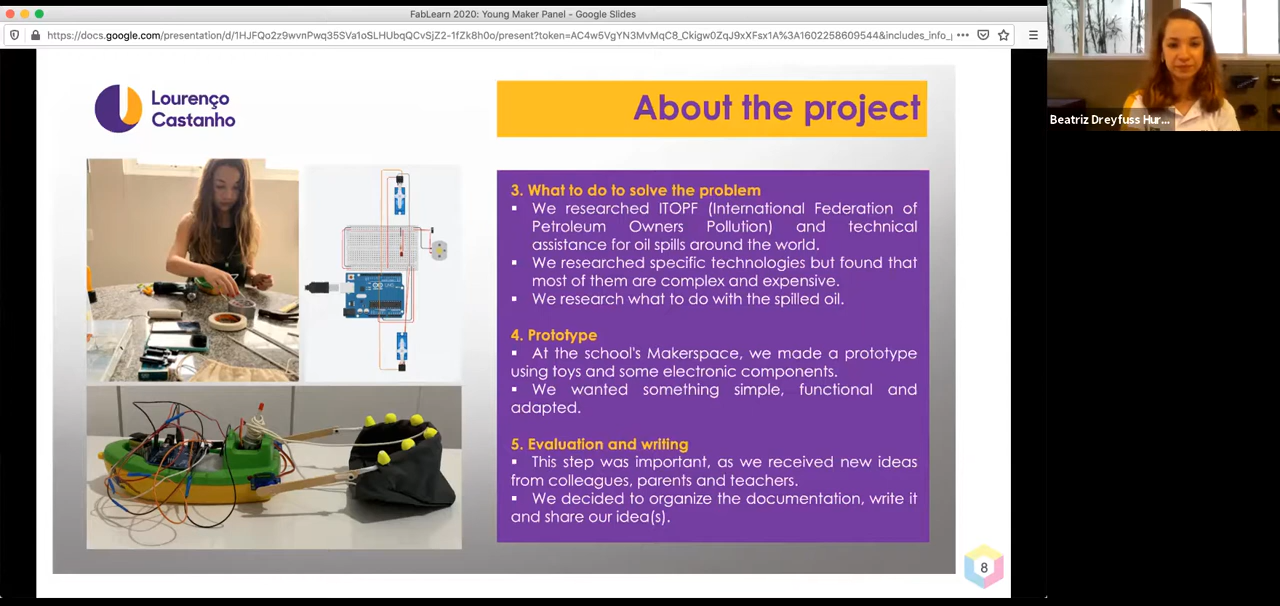 FabLearn 2020: Young Maker Panel - Google Slides
https://docs.google.com/presentation/d/1HJFQo2z9wvnPwq35SVa1oSLHUbqQCvSjZ2-1fZk8h0o/present?token=AC4w5VgYN3MvMqC8_Ckigw0ZqJ9xXFsx1A%3A1602258609544&includes_info_
Beatriz Dreyfuss Hur...
Lourenço
Castanho
About the project
3. What to do to solve the problem
▪ We researched ITOPF (International Federation of
Petroleum Owners Pollution) and technical
assistance for oil spills around the world.
▪ We researched specific technologies but found that
most of them are complex and expensive.
▪ We research what to do with the spilled oil.
4. Prototype
▪ At the school's Makerspace, we made a prototype
using toys and some electronic components.
▪ We wanted something simple, functional and
adapted.
5. Evaluation and writing
▪ This step was important, as we received new ideas
from colleagues, parents and teachers.
▪ We decided to organize the documentation, write it
and share our idea(s).
8